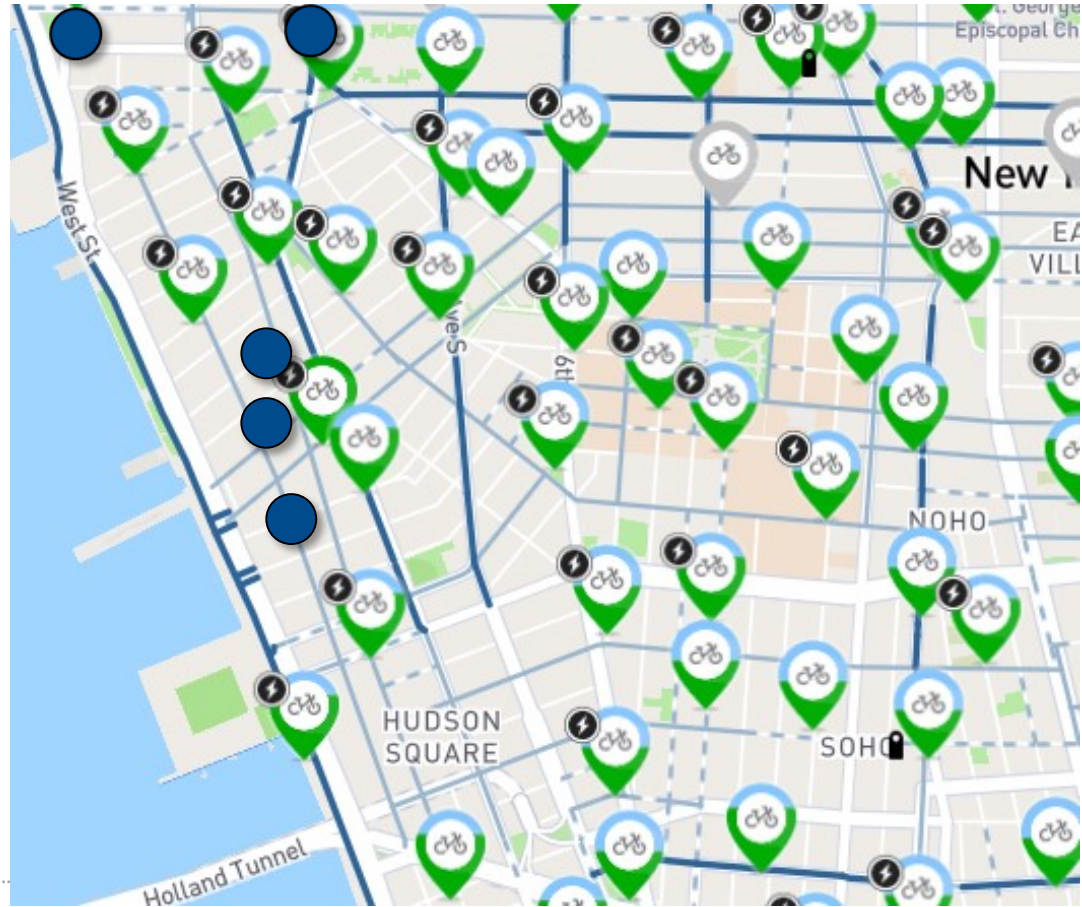 Episcopal Ch
West St
New
EA
VILL
Ave S
6th
NOHO
HUDSON
SQUARE
SOHO
Holland Tunnel